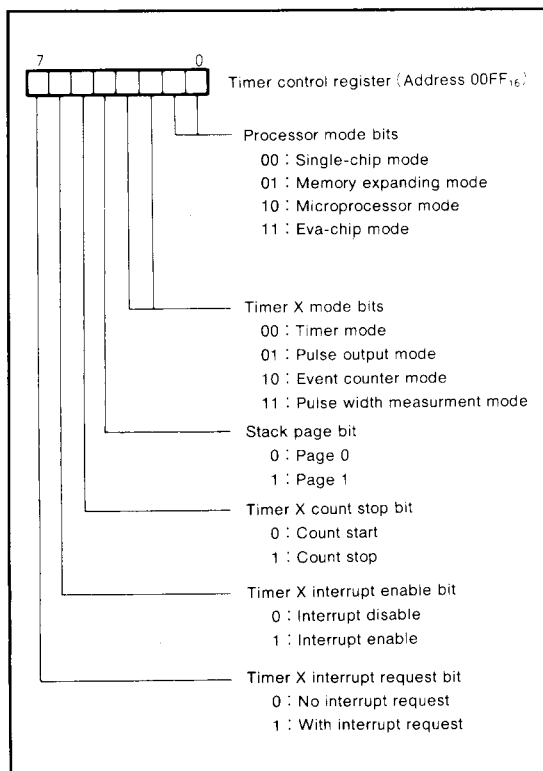 7 0
Timer control register (Address 00FF₁₆)
Processor mode bits
00 : Single-chip mode
01 : Memory expanding mode
10 : Microprocessor mode
11 : Eva-chip mode
Timer X mode bits
00 : Timer mode
01 : Pulse output mode
10 : Event counter mode
11 : Pulse width measurment mode
Stack page bit
0 : Page 0
1 : Page 1
Timer X count stop bit
0 : Count start
1 : Count stop
Timer X interrupt enable bit
0 : Interrupt disable
1 : Interrupt enable
Timer X interrupt request bit
0 : No interrupt request
1 : With interrupt request